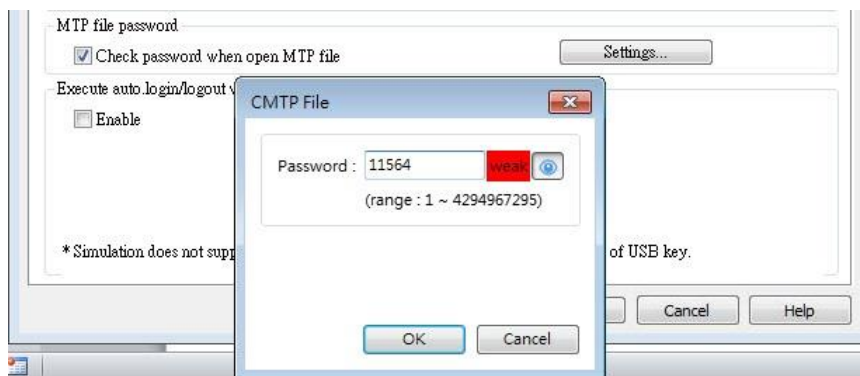 MTP file password
Check password when open MTP file
Settings...
Execute auto.login/logout
Enable
CMTP File
Password :
11564
weak
(range : 1 ~ 4294967295)
OK
Cancel
* Simulation does not
of USB key.
Cancel
Help